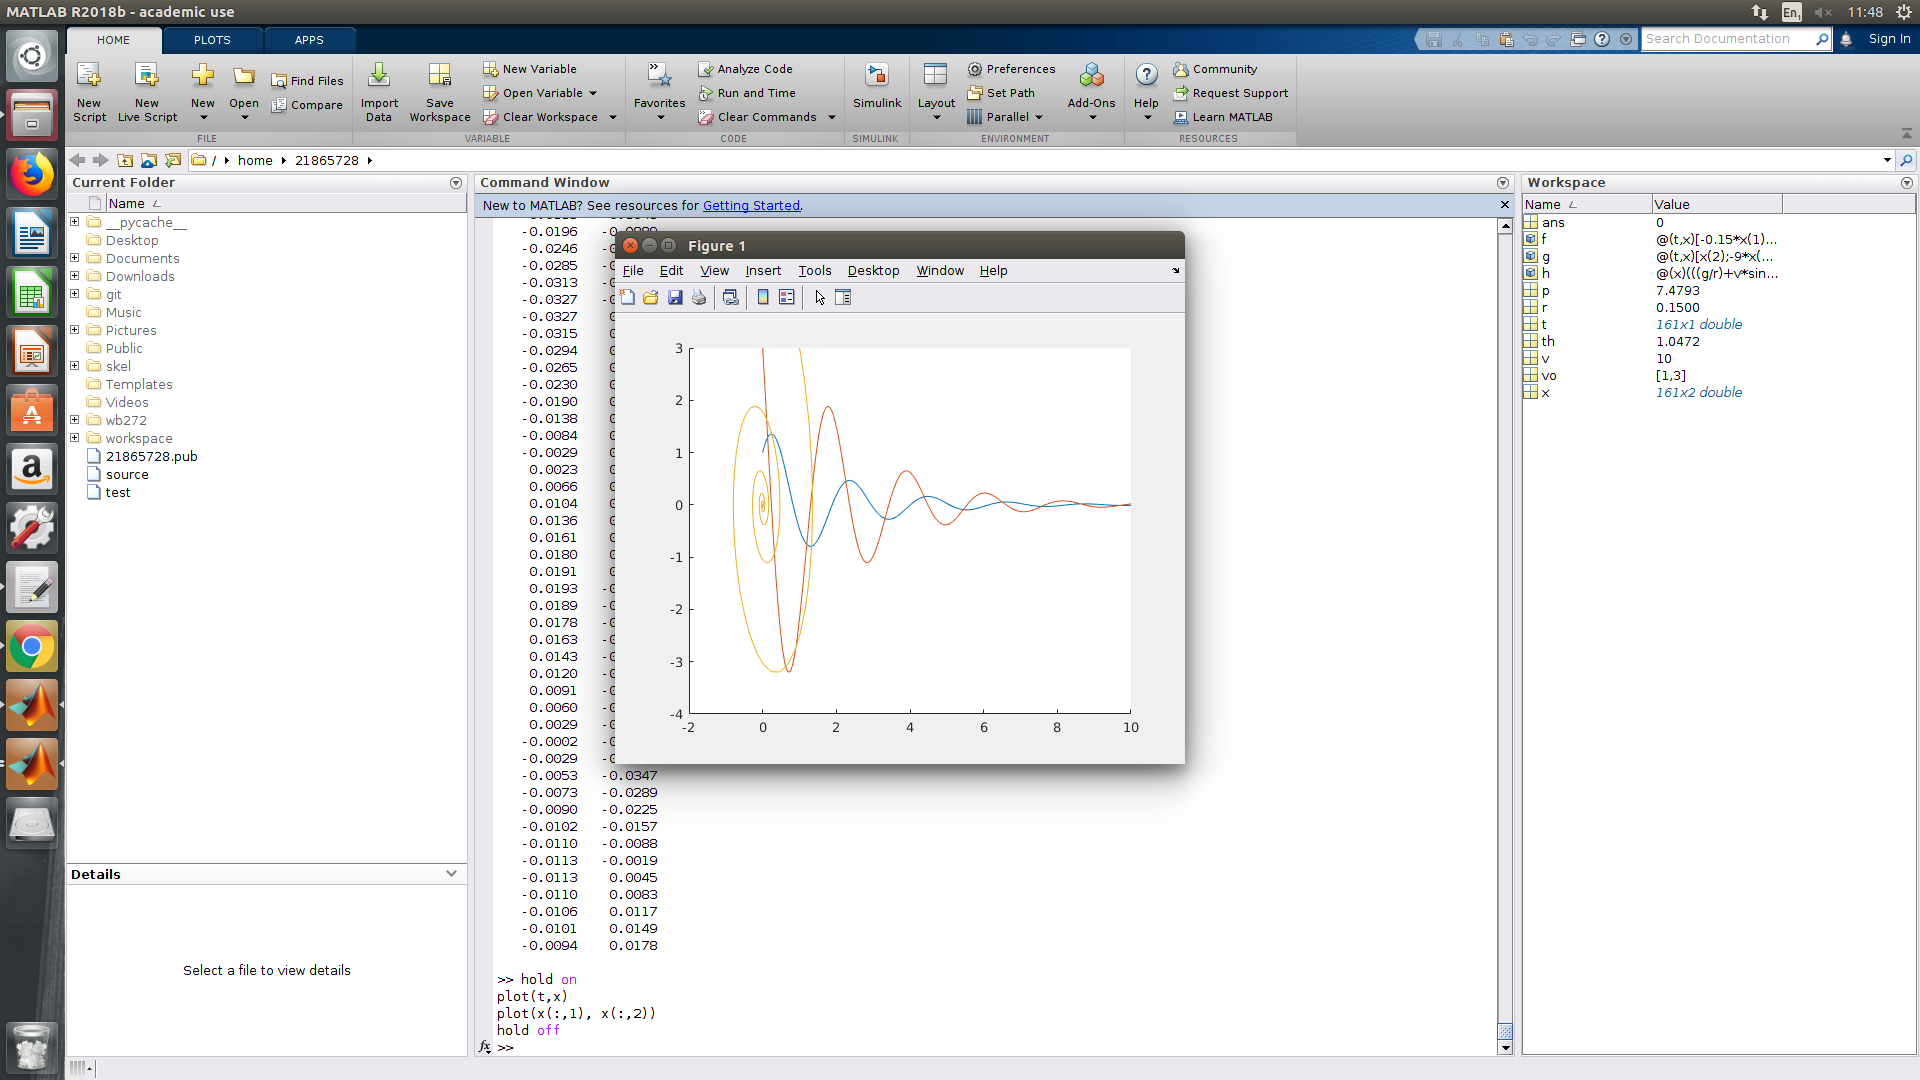 MATLAB R2018b - academic use
En₁
11:48
HOME
PLOTS
APPS
Search Documentation
Sign In
New Script
New Live Script
New
Open
Find Files
Compare
FILE
Import Data
Save Workspace
New Variable
Open Variable
Clear Workspace
VARIABLE
Favorites
Analyze Code
Run and Time
Clear Commands
CODE
Simulink
SIMULINK
Layout
Preferences
Set Path
Parallel
Add-Ons
ENVIRONMENT
Help
Community
Request Support
Learn MATLAB
RESOURCES
/ home 21865728
Current Folder
Name
__pycache__
Desktop
Documents
Downloads
git
Music
Pictures
Public
skel
Templates
Videos
wb272
workspace
21865728.pub
source
test
Details
Select a file to view details
Command Window
New to MATLAB? See resources for Getting Started.
-0.0196
-0.0246
-0.0285
-0.0313
-0.0327
-0.0327
-0.0315
-0.0294
-0.0265
-0.0230
-0.0190
-0.0138
-0.0084
-0.0029
0.0023
0.0066
0.0104
0.0136
0.0161
0.0180
0.0191
0.0193
0.0189
0.0178
0.0163
0.0143
0.0120
0.0091
0.0060
0.0029
-0.0002
-0.0029
-0.0053 -0.0347
-0.0073 -0.0289
-0.0090 -0.0225
-0.0102 -0.0157
-0.0110 -0.0088
-0.0113 -0.0019
-0.0113 0.0045
-0.0110 0.0083
-0.0106 0.0117
-0.0101 0.0149
-0.0094 0.0178
>> hold on
plot(t,x)
plot(x(:,1), x(:,2))
hold off
fx >>
Figure 1
File Edit View Insert Tools Desktop Window Help
3
2
1
0
-1
-2
-3
-4
-2 0 2 4 6 8 10
Workspace
Name Value
ans 0
f @(t,x)[-0.15*x(1)...
g @(t,x)[x(2);-9*x(...
h @(x)(((g/r)+v*sin...
p 7.4793
r 0.1500
t 161x1 double
th 1.0472
v 10
vo [1,3]
x 161x2 double